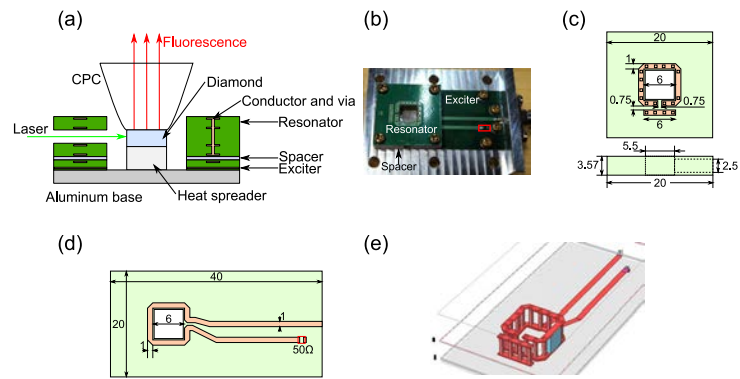 (a)
Fluorescence
CPC
Diamond
Conductor and via
Laser
Resonator
Spacer
Exciter
Aluminum base
Heat spreader
(b)
Exciter
Resonator
Spacer
(c)
20
1
6
0.75
0.75
6
5.5
3.57
2.5
20
(d)
40
20
6
1
1
50Ω
(e)